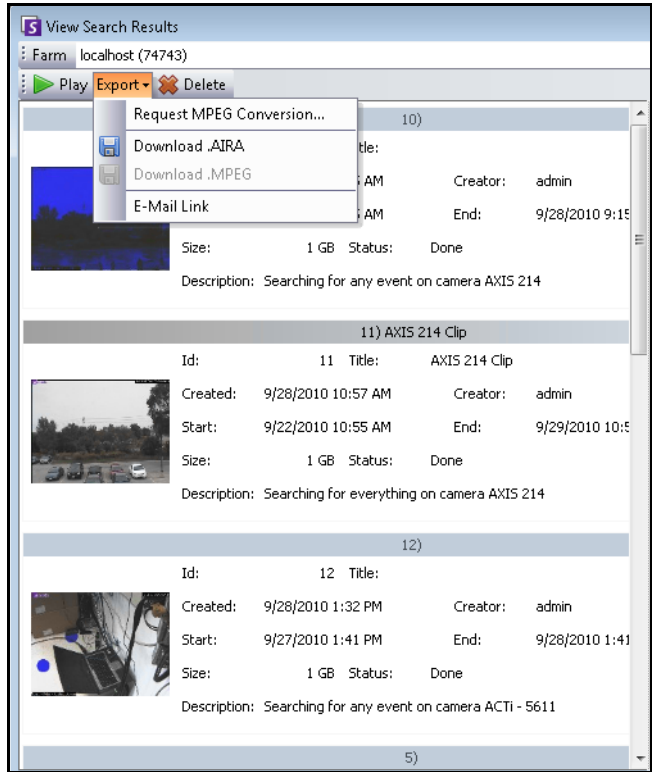 View Search Results
Farm localhost (74743)
Play Export Delete
Request MPEG Conversion...
Download .AIRA
Download .MPEG
E-Mail Link
10)
tle:
AM Creator: admin
AM End: 9/28/2010 9:15
Size: 1 GB Status: Done
Description: Searching for any event on camera AXIS 214
11) AXIS 214 Clip
Id: 11 Title: AXIS 214 Clip
Created: 9/28/2010 10:57 AM Creator: admin
Start: 9/22/2010 10:55 AM End: 9/29/2010 10:5
Size: 1 GB Status: Done
Description: Searching for everything on camera AXIS 214
12)
Id: 12 Title:
Created: 9/28/2010 1:32 PM Creator: admin
Start: 9/27/2010 1:41 PM End: 9/28/2010 1:41
Size: 1 GB Status: Done
Description: Searching for any event on camera ACTi - 5611
5)